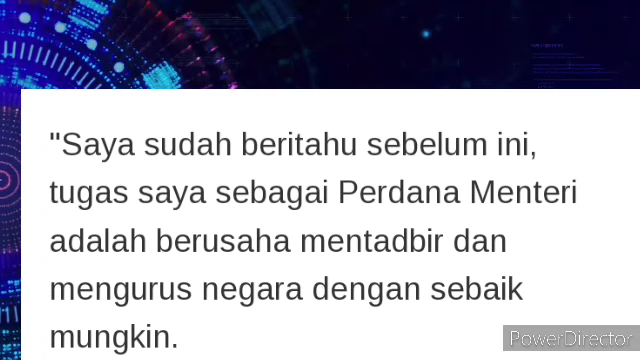 "Saya sudah beritahu sebelum ini,
tugas saya sebagai Perdana Menteri
adalah berusaha mentadbir dan
mengurus negara dengan sebaik
mungkin.
PowerDirector